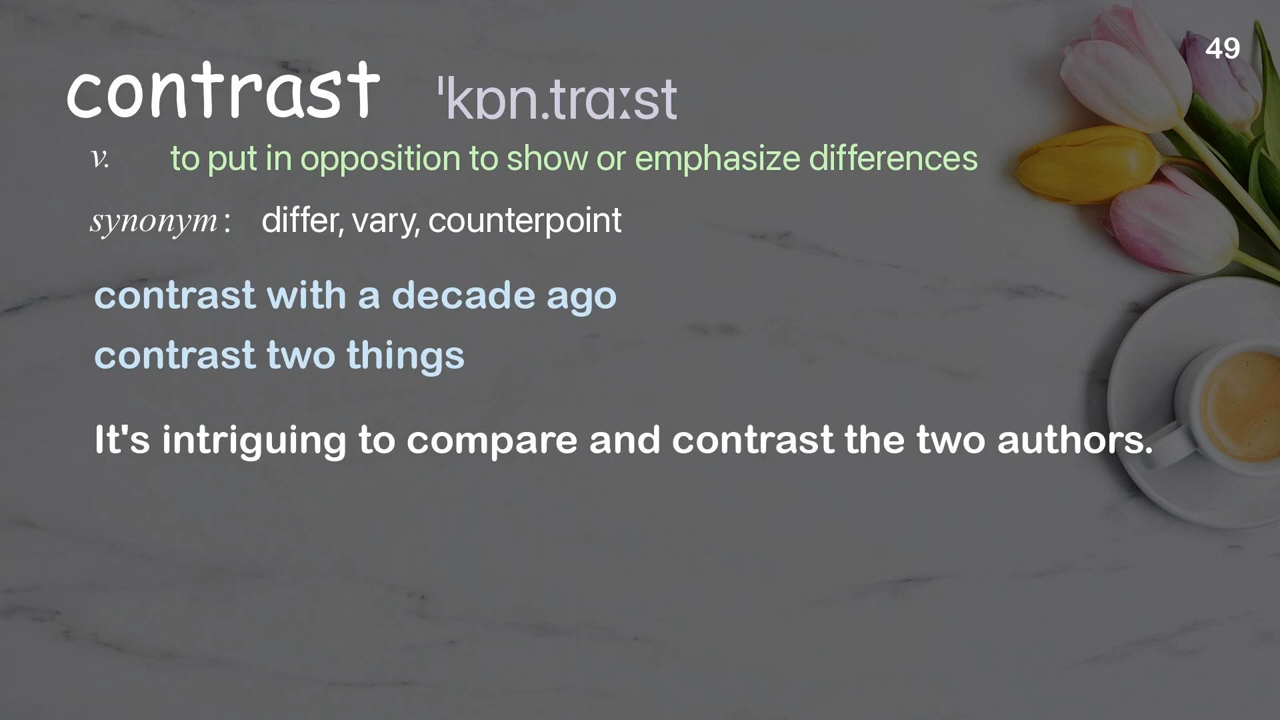 49
contrast ˈkɒn.trɑːst
v. to put in opposition to show or emphasize differences
synonym: differ, vary, counterpoint
contrast with a decade ago
contrast two things
It's intriguing to compare and contrast the two authors.